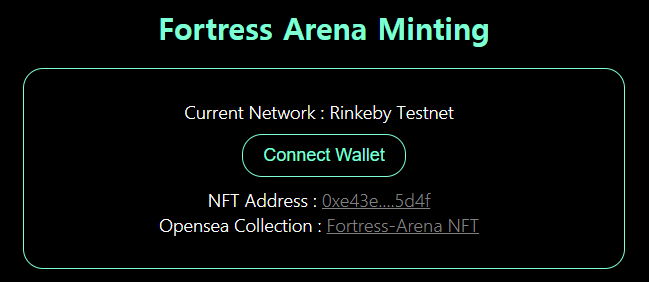 Fortress Arena Minting
Current Network : Rinkeby Testnet
Connect Wallet
NFT Address : 0xe43e....5d4f
Opensea Collection : Fortress-Arena NFT